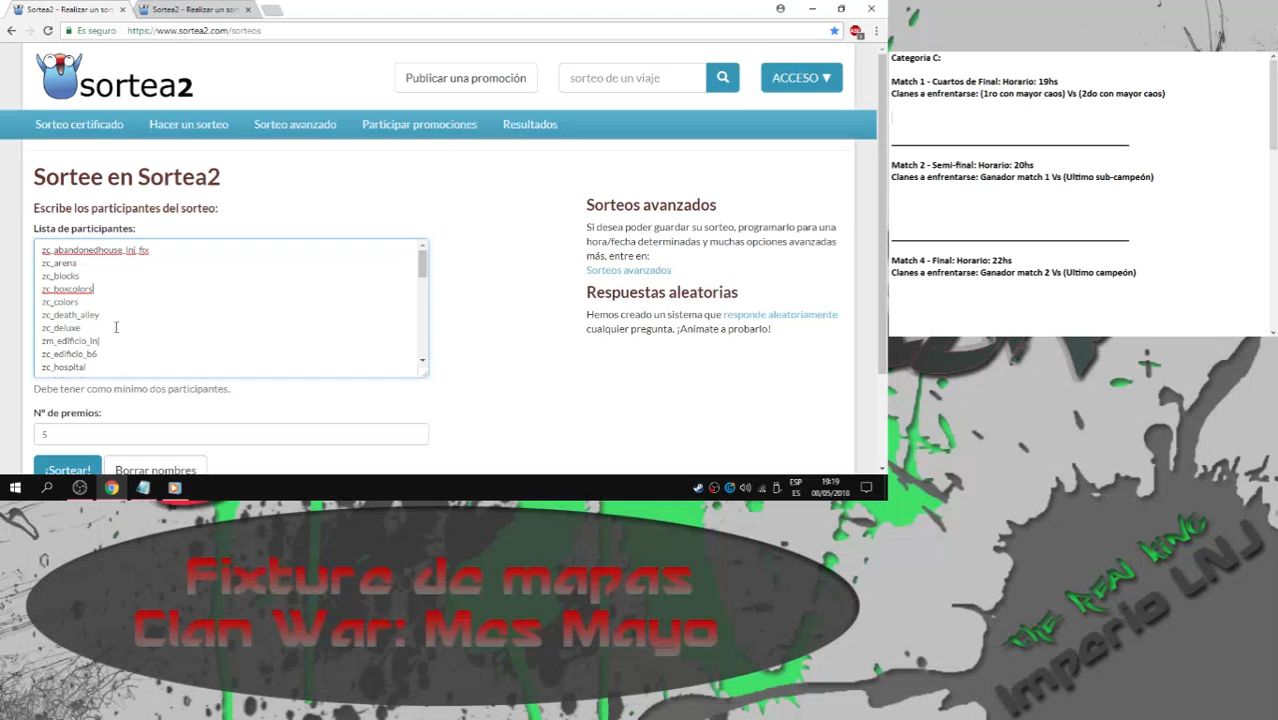 Sortea2 - Realizar un sor
Sortea2 - Realizar un sort
Es seguro
https://www.sortea2.com/sorteos
sortea2
Publicar una promoción
sorteo de un viaje
ACCESO ▼
Sorteo certificado
Hacer un sorteo
Sorteo avanzado
Participar promociones
Resultados
Sortee en Sortea2
Escribe los participantes del sorteo:
Lista de participantes:
zc_abandonedhouse_lnj_fix
zc_arena
zc_blocks
zc_boxcolors
zc_colors
zc_death_alley
zc_deluxe
zm_edificio_lnj
zc_edificio_b6
zc_hospital
Debe tener como mínimo dos participantes.
Nº de premios:
5
¡Sortear!
Borrar nombres
Sorteos avanzados
Si desea poder guardar su sorteo, programarlo para una
hora/fecha determinadas y muchas opciones avanzadas
más, entre en:
Sorteos avanzados
Respuestas aleatorias
Hemos creado un sistema que responde aleatoriamente
cualquier pregunta. ¡Anímate a probarlo!
ESP
ES
19:19
08/05/2018
Categoria C:
Match 1 - Cuartos de Final: Horario: 19hs
Clanes a enfrentarse: (1ro con mayor caos) Vs (2do con mayor caos)
Match 2 - Semi-final: Horario: 20hs
Clanes a enfrentarse: Ganador match 1 Vs (Ultimo sub-campeón)
Match 4 - Final: Horario: 22hs
Clanes a enfrentarse: Ganador match 2 Vs (Ultimo campeón)
Fixture de mapas
Clan War: Mes Mayo
THE REAL KING
Imperio LNJ